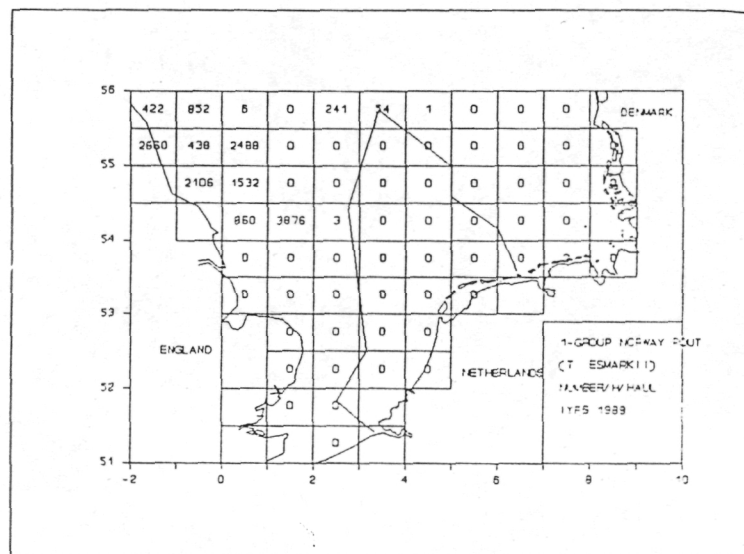 56
422 852 6 0 241 54 1 0 0 0 DENMARK
2660 438 2488 0 0 0 0 0 0 0 0
55
2106 1532 0 0 0 0 0 0 0 0
860 3876 3 0 0 0 0 0
54
0 0 0 0 0 0 0 0 0
53
0 0 0 0 0 0
0 0 0 0
ENGLAND
1-GROUP NORWAY POUT
0 0 0 0
NETHERLANDS
(T ESMARKII)
52
NUMBER/H/HAUL
0 0
IYFS 1989
0
51
-2 0 2 4 6 8 10